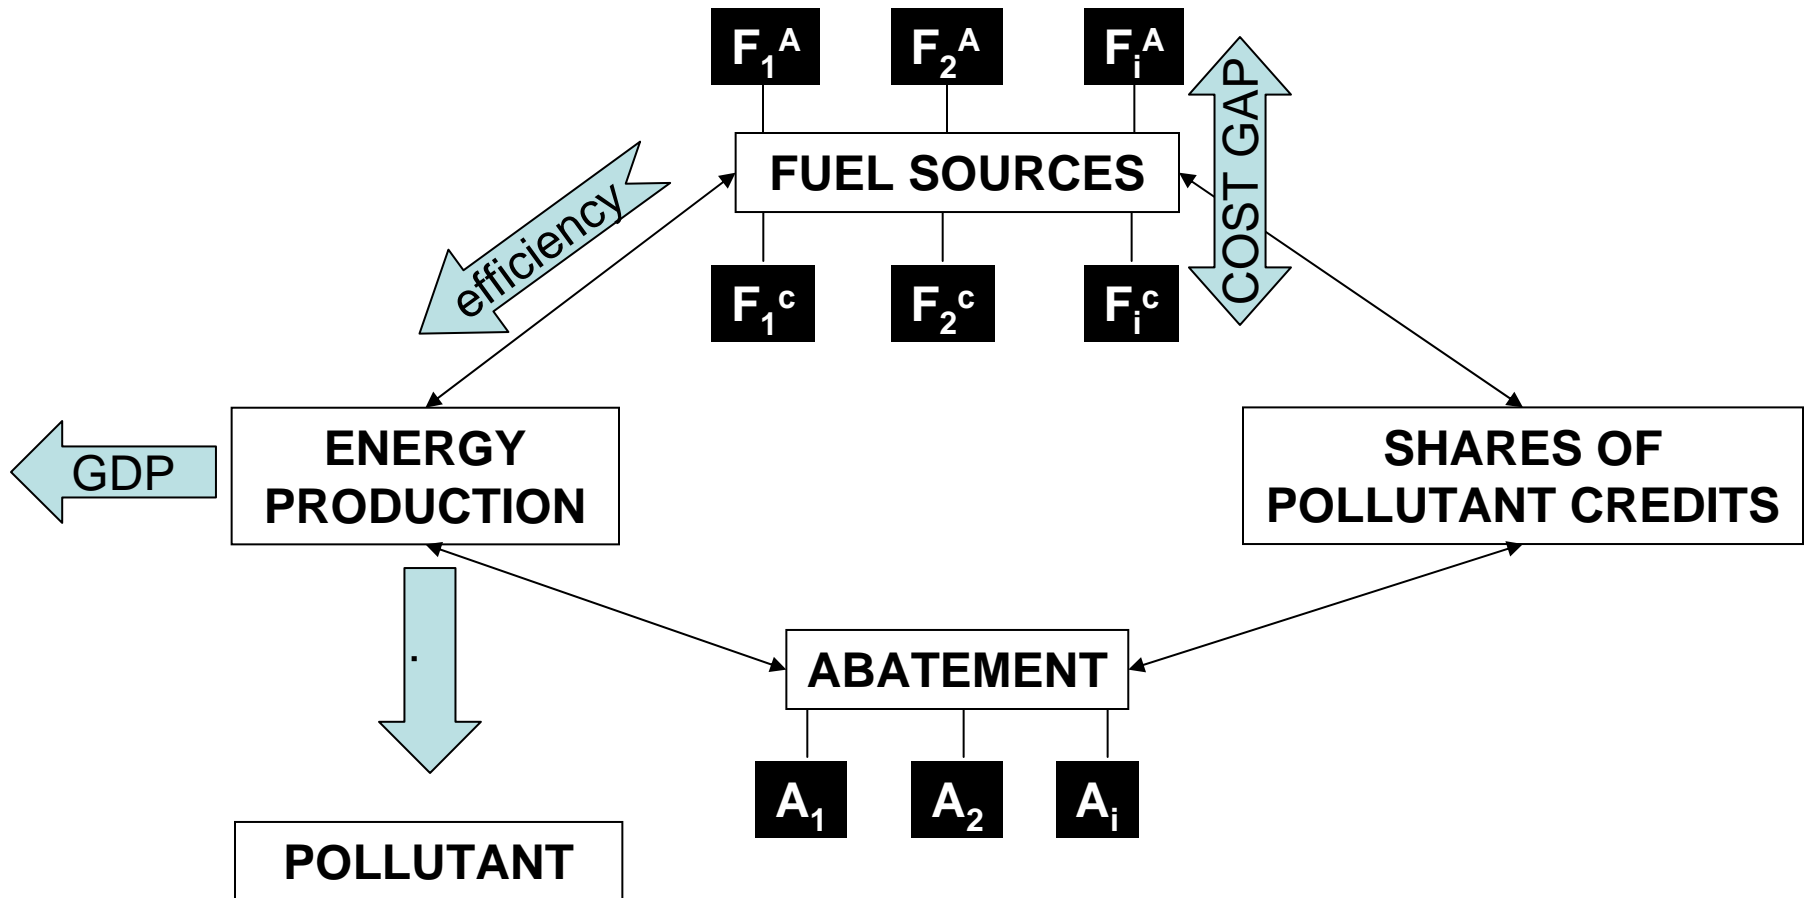 F₁ᴬ F₂ᴬ Fᵢᴬ
COST GAP
FUEL SOURCES
efficiency
F₁ᶜ F₂ᶜ Fᵢᶜ
GDP
ENERGY
PRODUCTION
SHARES OF
POLLUTANT CREDITS
.
ABATEMENT
A₁ A₂ Aᵢ
POLLUTANT